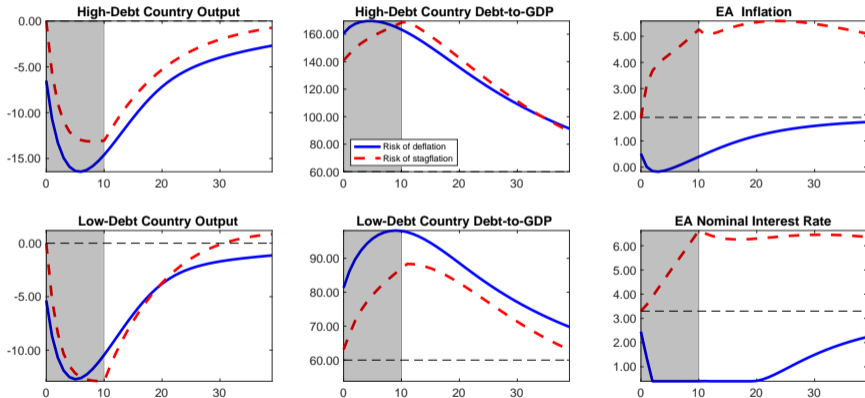 High-Debt Country Output
0.00
-5.00
-10.00
-15.00
0 10 20 30
High-Debt Country Debt-to-GDP
160.00
140.00
120.00
100.00
80.00
60.00
Risk of deflation
Risk of stagflation
0 10 20 30
EA Inflation
5.00
4.00
3.00
2.00
1.00
0.00
0 10 20 30
Low-Debt Country Output
0.00
-5.00
-10.00
0 10 20 30
Low-Debt Country Debt-to-GDP
90.00
80.00
70.00
60.00
0 10 20 30
EA Nominal Interest Rate
6.00
5.00
4.00
3.00
2.00
1.00
0 10 20 30